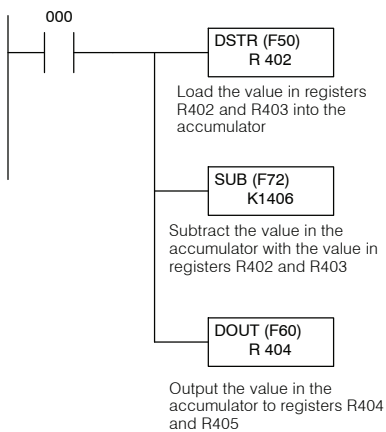 000
DSTR (F50)
R 402
Load the value in registers
R402 and R403 into the
accumulator
SUB (F72)
K1406
Subtract the value in the
accumulator with the value in
registers R402 and R403
DOUT (F60)
R 404
Output the value in the
accumulator to registers R404
and R405